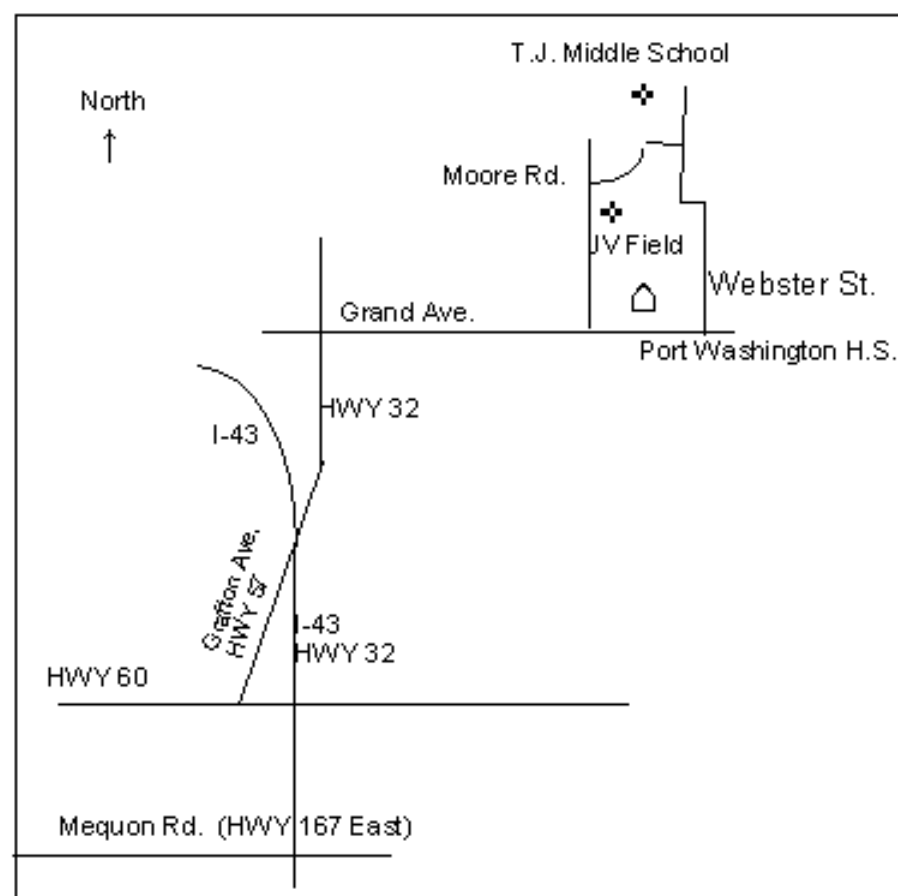 T.J. Middle School
North
Moore Rd.
JV Field
Webster St.
Grand Ave.
Port Washington H.S.
HWY 32
I-43
Grafton Ave,
HWY 57
I-43
HWY 32
HWY 60
Mequon Rd. (HWY 167 East)